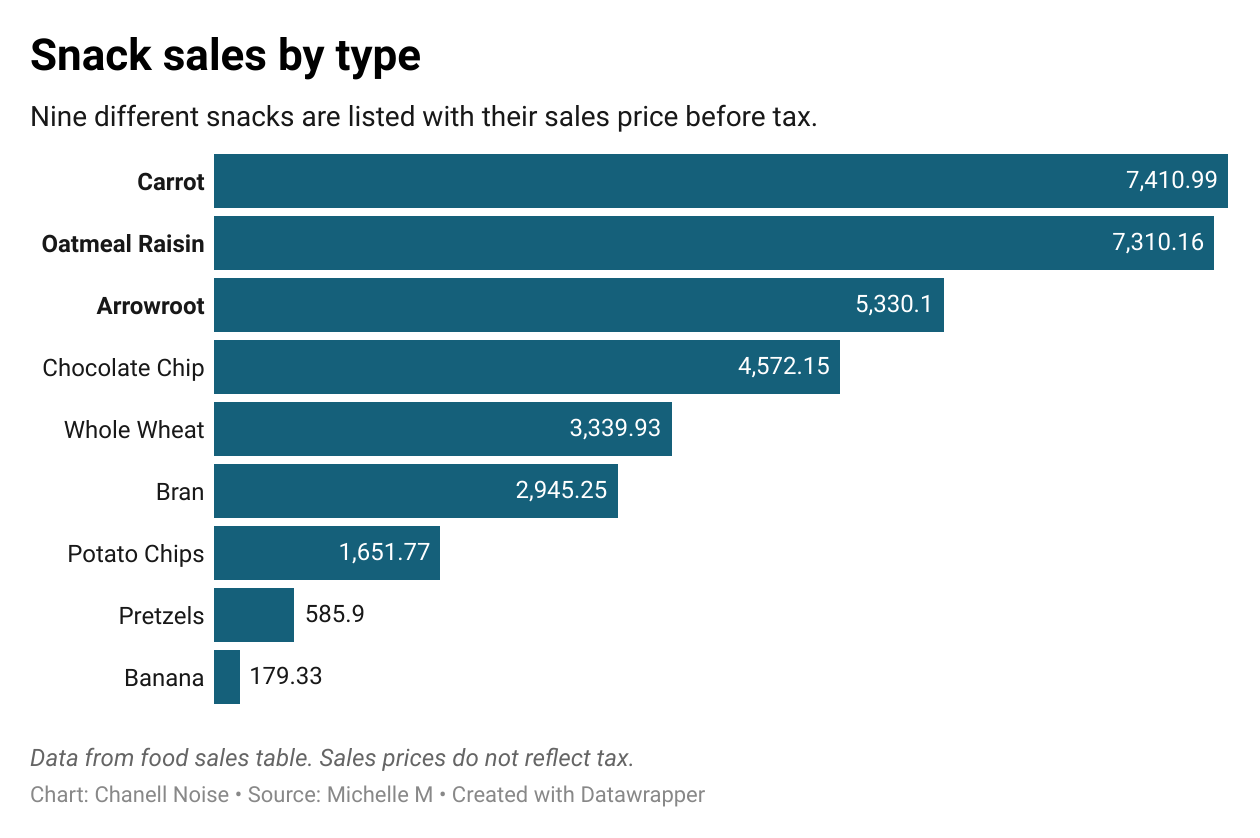 Snack sales by type
Nine different snacks are listed with their sales price before tax.
Carrot 7,410.99
Oatmeal Raisin 7,310.16
Arrowroot 5,330.1
Chocolate Chip 4,572.15
Whole Wheat 3,339.93
Bran 2,945.25
Potato Chips 1,651.77
Pretzels 585.9
Banana 179.33
Data from food sales table. Sales prices do not reflect tax.
Chart: Chanell Noise • Source: Michelle M • Created with Datawrapper